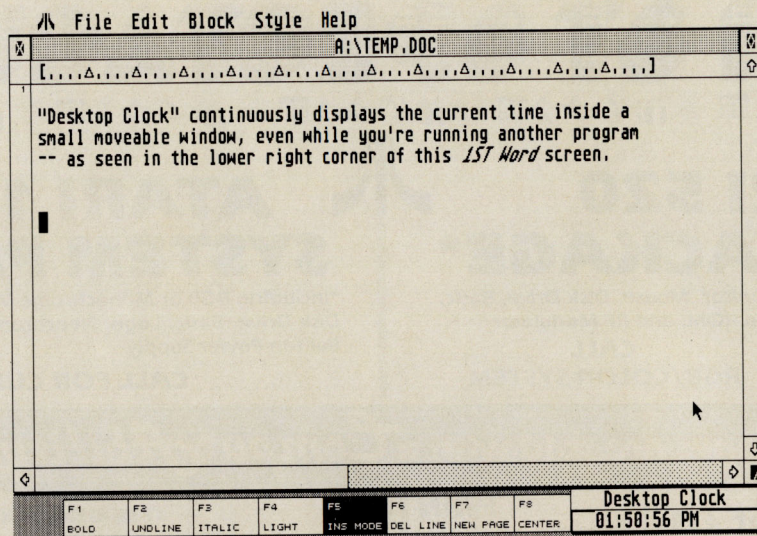 File Edit Block Style Help
A:\TEMP.DOC
1
"Desktop Clock" continuously displays the current time inside a
small moveable window, even while you're running another program
-- as seen in the lower right corner of this 1ST Word screen.
F1 F2 F3 F4 F5 F6 F7 F8
BOLD UNDLINE ITALIC LIGHT INS MODE DEL LINE NEW PAGE CENTER
Desktop Clock
01:50:56 PM